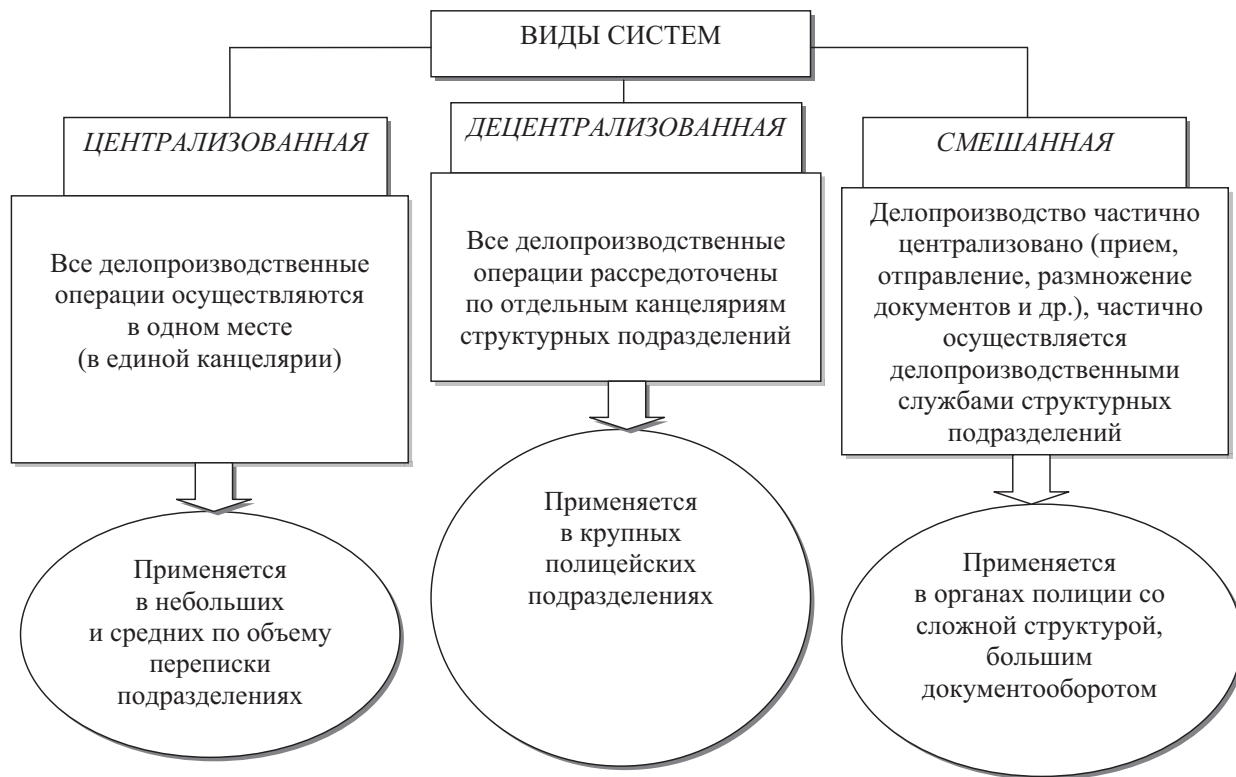 ВИДЫ СИСТЕМ
ЦЕНТРАЛИЗОВАННАЯ
Все делопроизводственные
операции осуществляются
в одном месте
(в единой канцелярии)
Применяется
в небольших
и средних по объему
переписки
подразделениях
ДЕЦЕНТРАЛИЗОВАННАЯ
Все делопроизводственные
операции рассредоточены
по отдельным канцеляриям
структурных подразделений
Применяется
в крупных
полицейских
подразделениях
СМЕШАННАЯ
Делопроизводство частично
централизовано (прием,
отправление, размножение
документов и др.), частично
осуществляется
делопроизводственными
службами структурных
подразделений
Применяется
в органах полиции со
сложной структурой,
большим
документооборотом